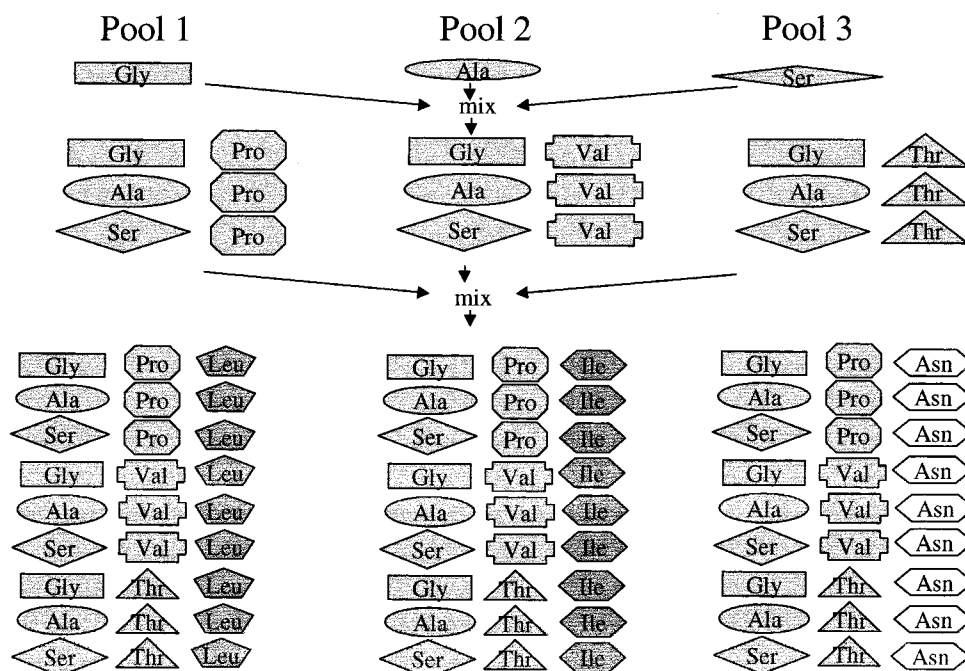 Pool 1 Pool 2 Pool 3
Gly Ala Ser
mix
Gly Pro Gly Val Gly Thr
Ala Pro Ala Val Ala Thr
Ser Pro Ser Val Ser Thr
mix
Gly Pro Leu Gly Pro Ile Gly Pro Asn
Ala Pro Leu Ala Pro Ile Ala Pro Asn
Ser Pro Leu Ser Pro Ile Ser Pro Asn
Gly Val Leu Gly Val Ile Gly Val Asn
Ala Val Leu Ala Val Ile Ala Val Asn
Ser Val Leu Ser Val Ile Ser Val Asn
Gly Thr Leu Gly Thr Ile Gly Thr Asn
Ala Thr Leu Ala Thr Ile Ala Thr Asn
Ser Thr Leu Ser Thr Ile Ser Thr Asn